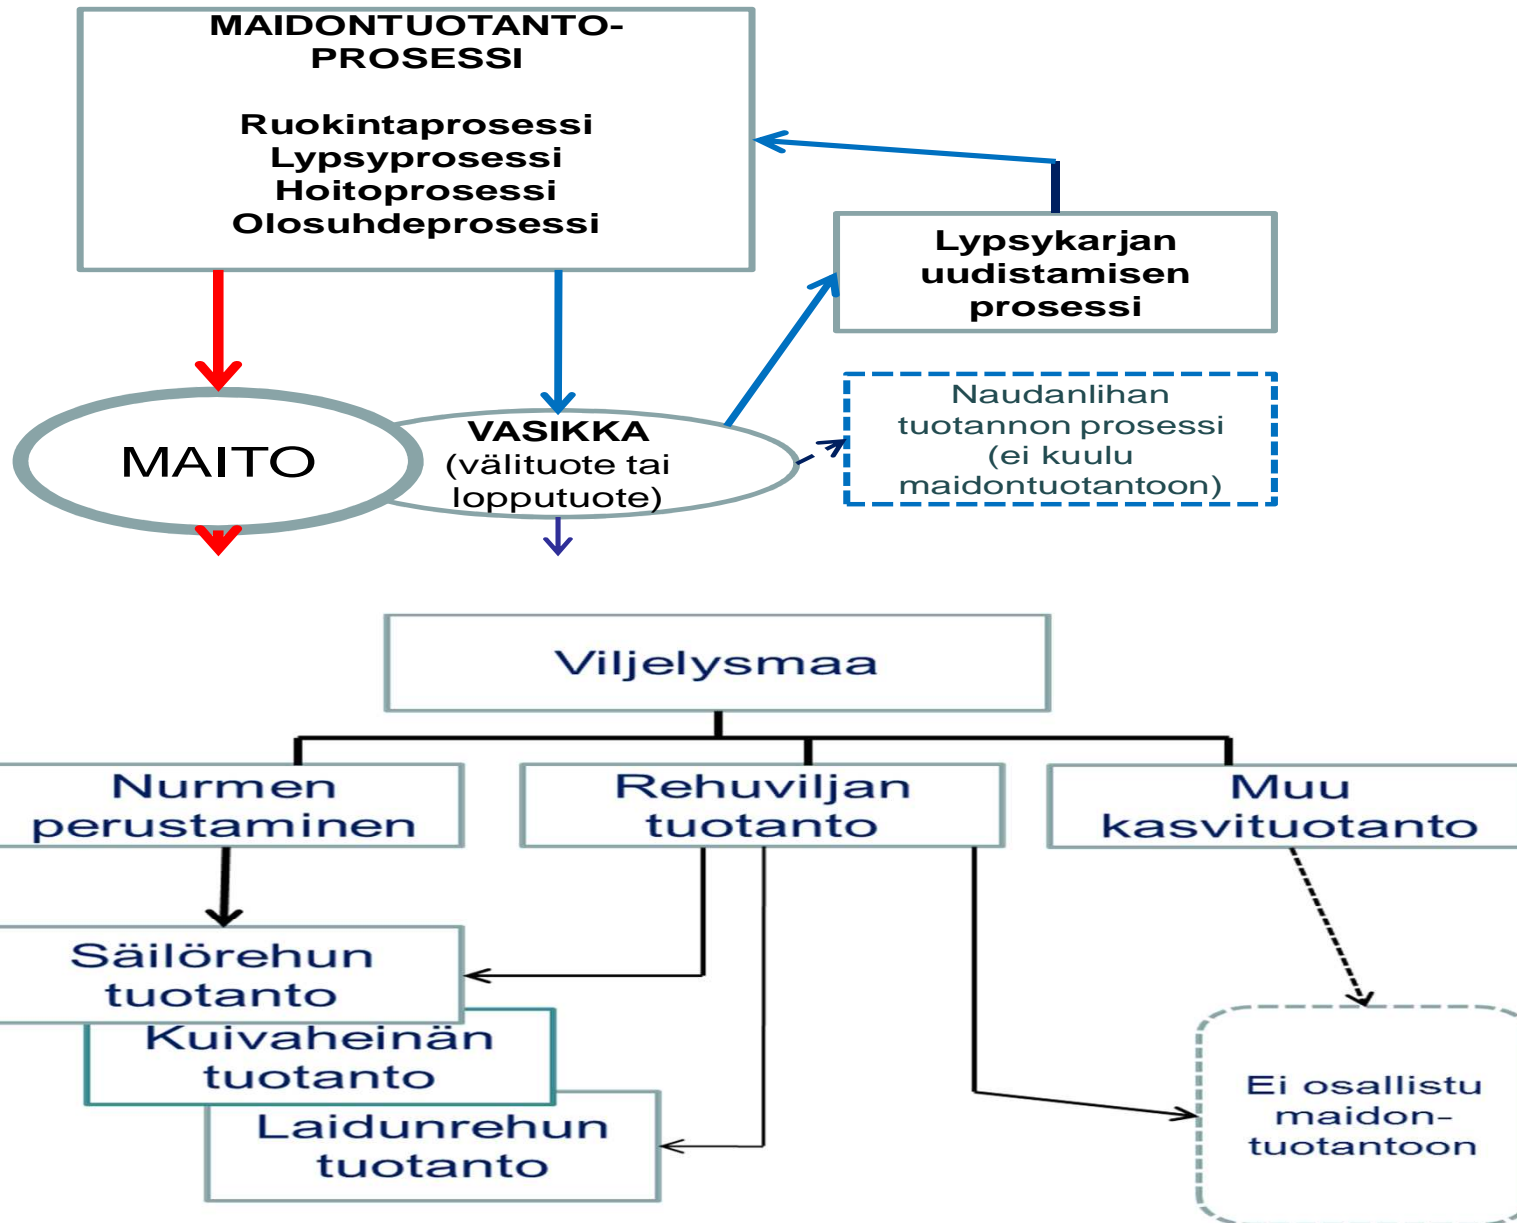 MAIDONTUOTANTO-
PROSESSI
Ruokintaprosessi
Lypsyprosessi
Hoitoprosessi
Olosuhdeprosessi
Lypsykarjan
uudistamisen
prosessi
MAITO
VASIKKA
(välituote tai
lopputuote)
Naudanlihan
tuotannon prosessi
(ei kuulu
maidontuotantoon)
Viljelysmaa
Nurmen
perustaminen
Rehuviljan
tuotanto
Muu
kasvituotanto
Säilörehun
tuotanto
Kuivaheinän
tuotanto
Laidunrehun
tuotanto
Ei osallistu
maidon-
tuotantoon